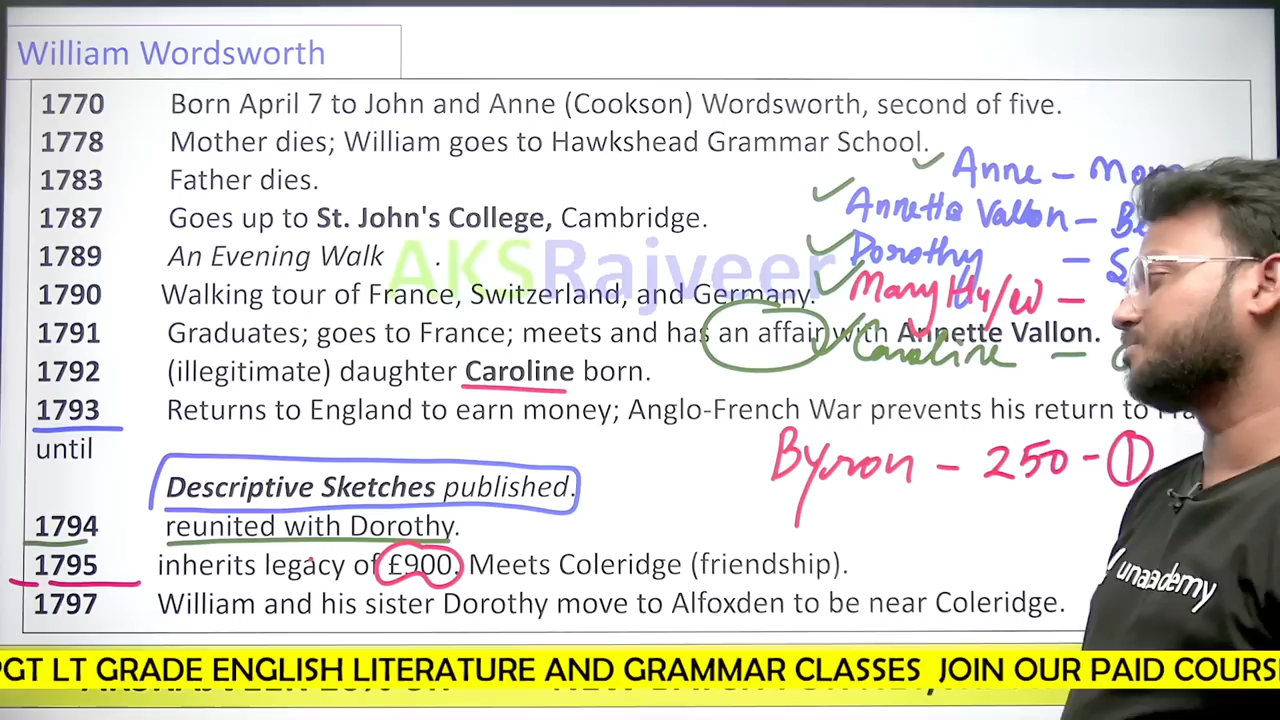 William Wordsworth
1770 Born April 7 to John and Anne (Cookson) Wordsworth, second of five.
1778 Mother dies; William goes to Hawkshead Grammar School.
1783 Father dies.
1787 Goes up to St. John's College, Cambridge.
1789 An Evening Walk .
1790 Walking tour of France, Switzerland, and Germany.
1791 Graduates; goes to France; meets and has an affair with Annette Vallon.
1792 (illegitimate) daughter Caroline born.
1793 Returns to England to earn money; Anglo-French War prevents his return to
until
Descriptive Sketches published.
1794 reunited with Dorothy.
1795 inherits legacy of £900. Meets Coleridge (friendship).
1797 William and his sister Dorothy move to Alfoxden to be near Coleridge.
AKSRajveer
Anne -
Annette Vallon -
Dorothy -
Mary Hu/W -
Caroline -
Byron - 250 - 1
unacademy
PGT LT GRADE ENGLISH LITERATURE AND GRAMMAR CLASSES JOIN OUR PAID